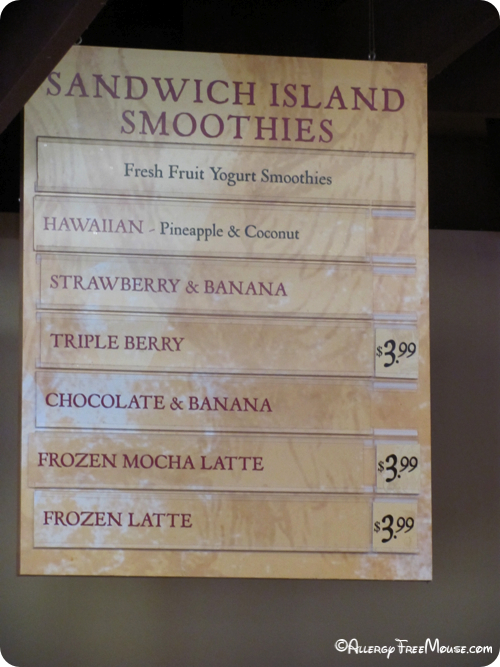 SANDWICH ISLAND
SMOOTHIES
Fresh Fruit Yogurt Smoothies
HAWAIIAN - Pineapple & Coconut
STRAWBERRY & BANANA
TRIPLE BERRY $3.99
CHOCOLATE & BANANA
FROZEN MOCHA LATTE $3.99
FROZEN LATTE $3.99
©ALLERGYFREEMOUSE.COM